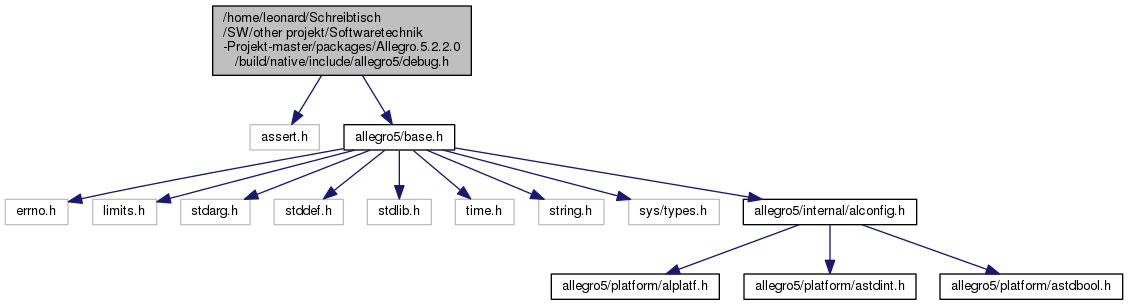 /home/leonard/Schreibtisch
/SW/other projekt/Softwaretechnik
-Projekt-master/packages/Allegro.5.2.2.0
/build/native/include/allegro5/debug.h
assert.h
allegro5/base.h
errno.h
limits.h
stdarg.h
stddef.h
stdlib.h
time.h
string.h
sys/types.h
allegro5/internal/alconfig.h
allegro5/platform/alplatf.h
allegro5/platform/astdint.h
allegro5/platform/astdbool.h